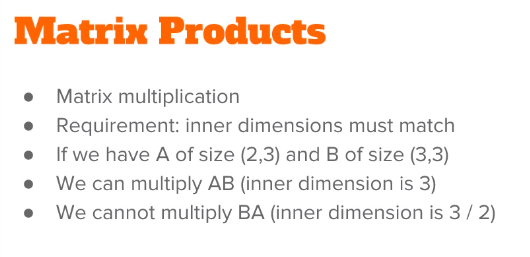 Matrix Products
● Matrix multiplication
● Requirement: inner dimensions must match
● If we have A of size (2,3) and B of size (3,3)
● We can multiply AB (inner dimension is 3)
● We cannot multiply BA (inner dimension is 3 / 2)